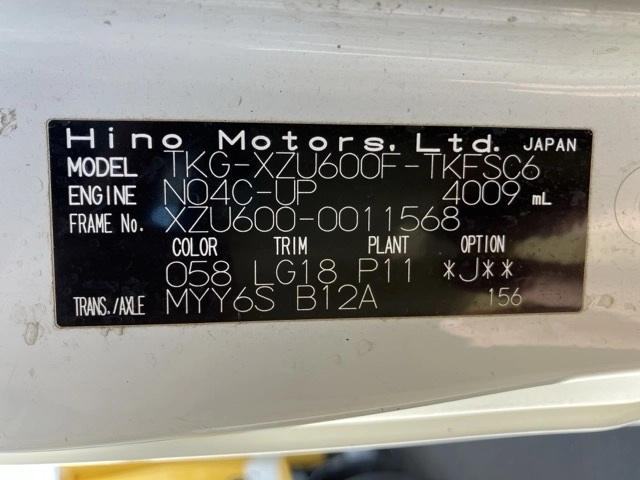 Hino Motors, Ltd. JAPAN
MODEL TKG-XZU600F-TKFSC6
ENGINE N04C-UP 4009 mL
FRAME No. XZU600-0011568
COLOR TRIM PLANT OPTION
058 LG18 P11 *J**
TRANS./AXLE MYY6S B12A 156